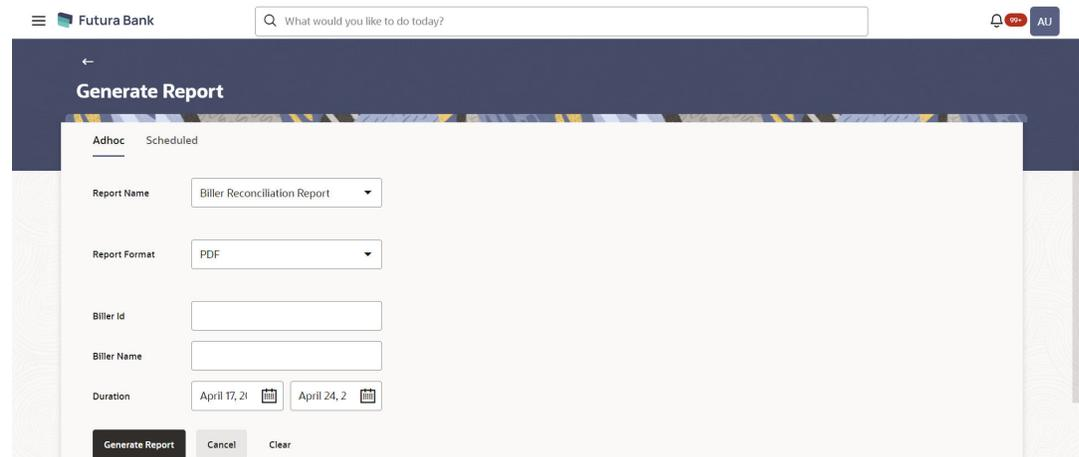 Futura Bank What would you like to do today? 99+ AU
Generate Report
Adhoc Scheduled
Report Name Biller Reconciliation Report
Report Format PDF
Biller Id
Biller Name
Duration April 17, April 24, 2
Generate Report Cancel Clear